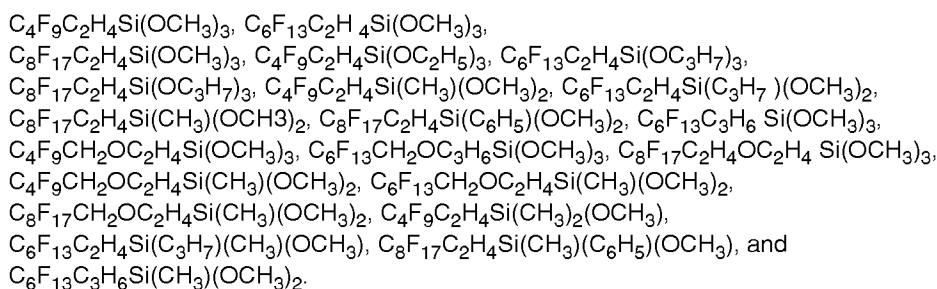 C₄F₉C₂H₄Si(OCH₃)₃, C₆F₁₃C₂H ₄Si(OCH₃)₃,
C₈F₁₇C₂H₄Si(OCH₃)₃, C₄F₉C₂H₄Si(OC₂H₅)₃, C₆F₁₃C₂H₄Si(OC₃H₇)₃,
C₈F₁₇C₂H₄Si(OC₃H₇)₃, C₄F₉C₂H₄Si(CH₃)(OCH₃)₂, C₆F₁₃C₂H₄Si(C₃H₇ )(OCH₃)₂,
C₈F₁₇C₂H₄Si(CH₃)(OCH3)₂, C₈F₁₇C₂H₄Si(C₆H₅)(OCH₃)₂, C₆F₁₃C₃H₆ Si(OCH₃)₃,
C₄F₉CH₂OC₂H₄Si(OCH₃)₃, C₆F₁₃CH₂OC₃H₆Si(OCH₃)₃, C₈F₁₇C₂H₄OC₂H₄ Si(OCH₃)₃,
C₄F₉CH₂OC₂H₄Si(CH₃)(OCH₃)₂, C₆F₁₃CH₂OC₂H₄Si(CH₃)(OCH₃)₂,
C₈F₁₇CH₂OC₂H₄Si(CH₃)(OCH₃)₂, C₄F₉C₂H₄Si(CH₃)₂(OCH₃),
C₆F₁₃C₂H₄Si(C₃H₇)(CH₃)(OCH₃), C₈F₁₇C₂H₄Si(CH₃)(C₆H₅)(OCH₃), and
C₆F₁₃C₃H₆Si(CH₃)(OCH₃)₂.